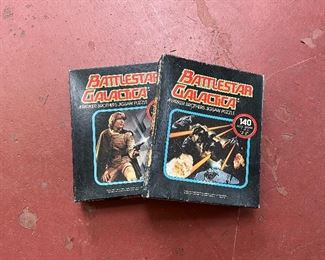 BATTLESTAR
GALACTICA
PARKER BROTHERS JIGSAW PUZZLE
BATTLESTAR
GALACTICA
PARKER BROTHERS JIGSAW PUZZLE
140